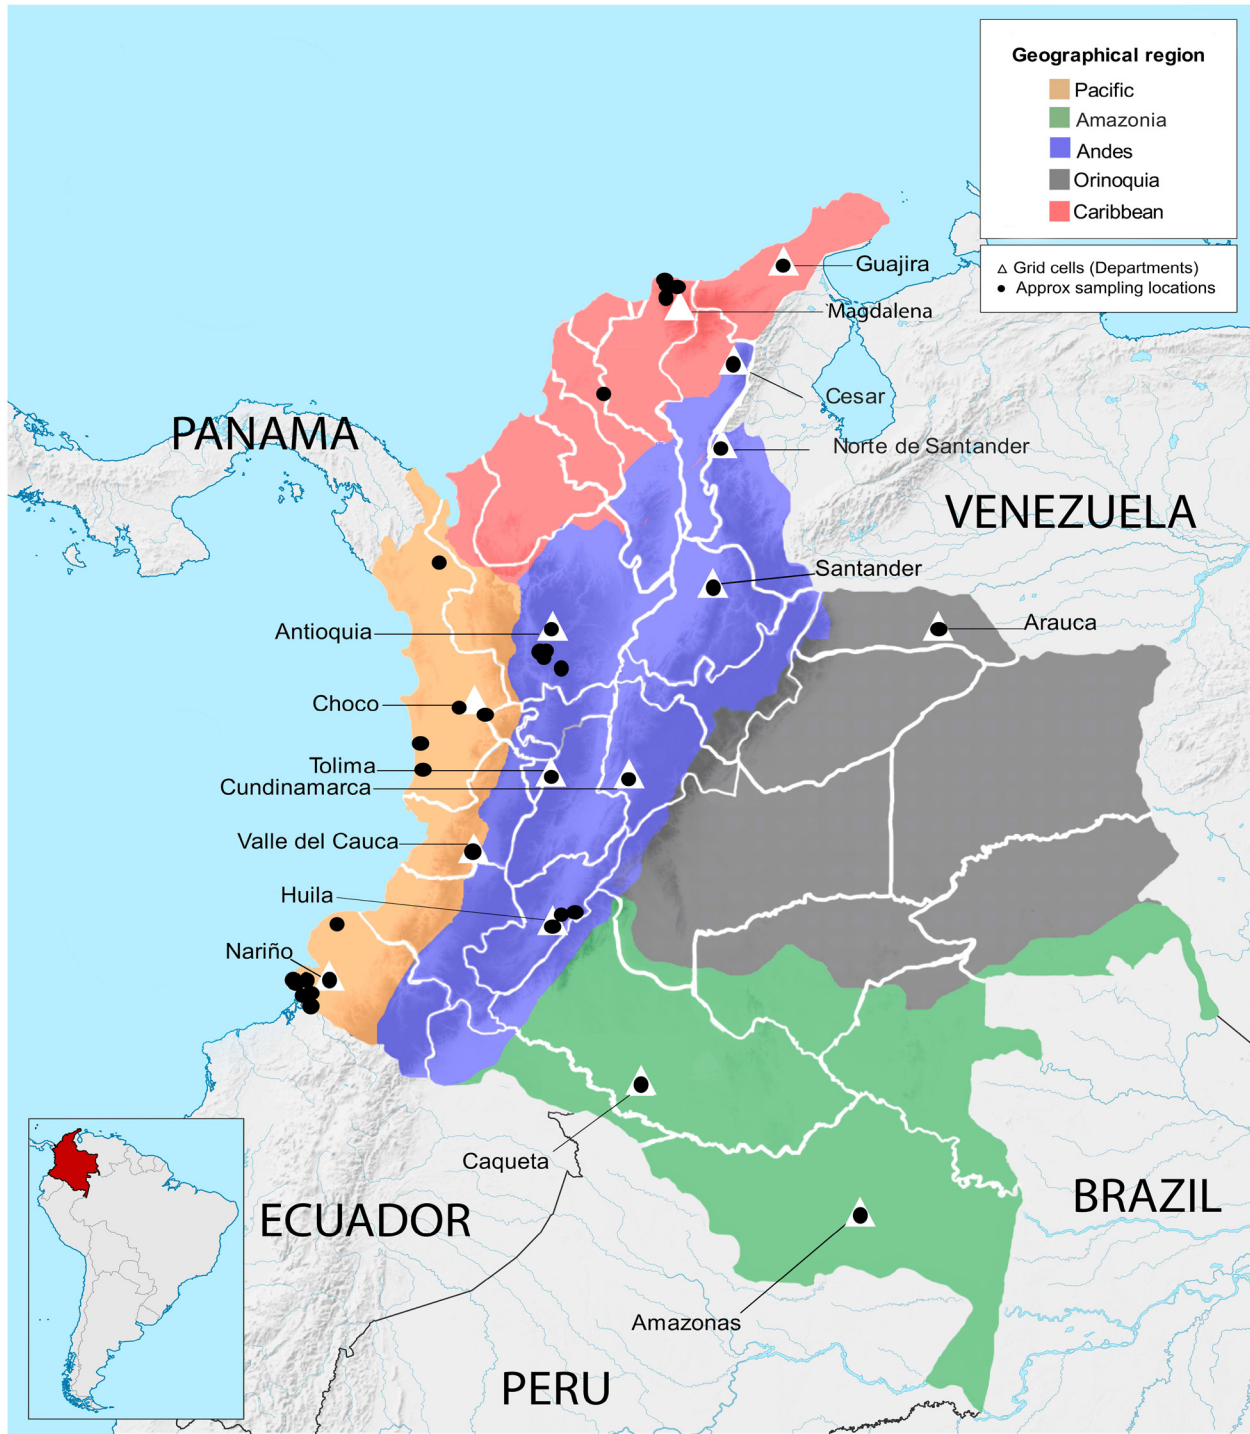 Geographical region
Pacific
Amazonia
Andes
Orinoquia
Caribbean
Grid cells (Departments)
Approx sampling locations
Guajira
Magdalena
Cesar
PANAMA
Norte de Santander
VENEZUELA
Santander
Antioquia
Arauca
Choco
Tolima
Cundinamarca
Valle del Cauca
Huila
Nariño
Caqueta
ECUADOR
BRAZIL
Amazonas
PERU